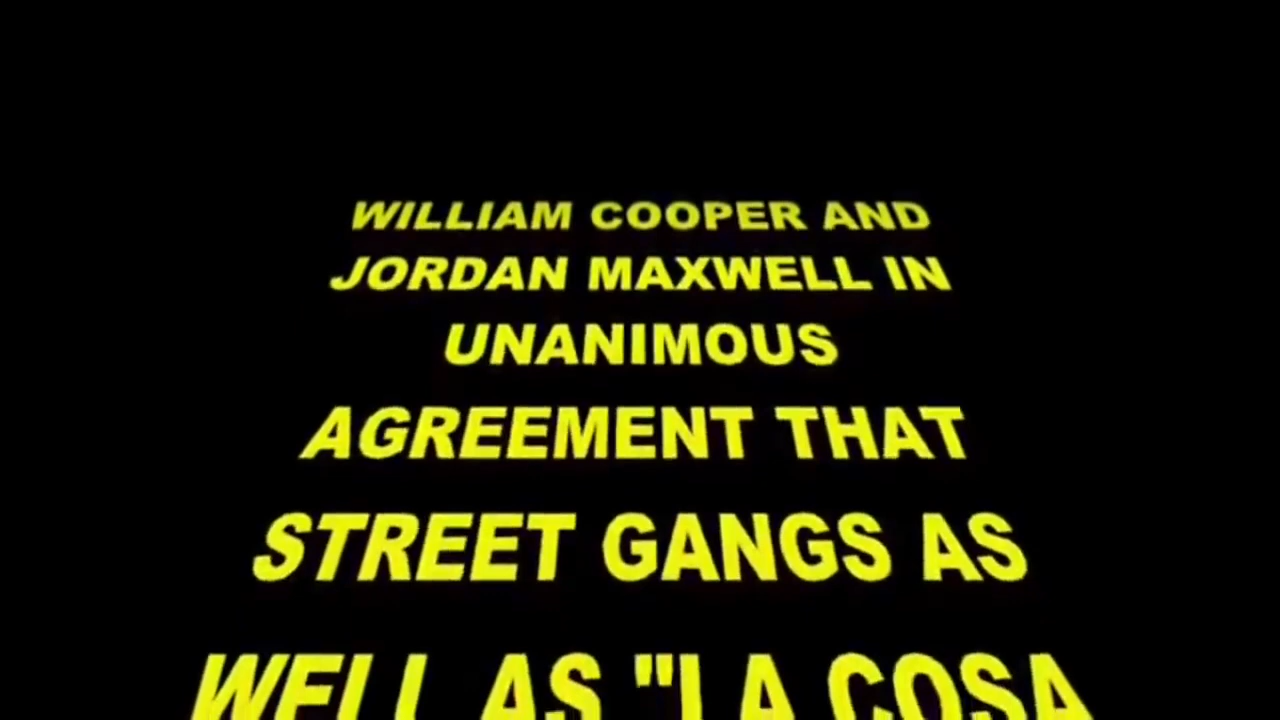 WILLIAM COOPER AND
JORDAN MAXWELL IN
UNANIMOUS
AGREEMENT THAT
STREET GANGS AS
WELL AS "LA COSA